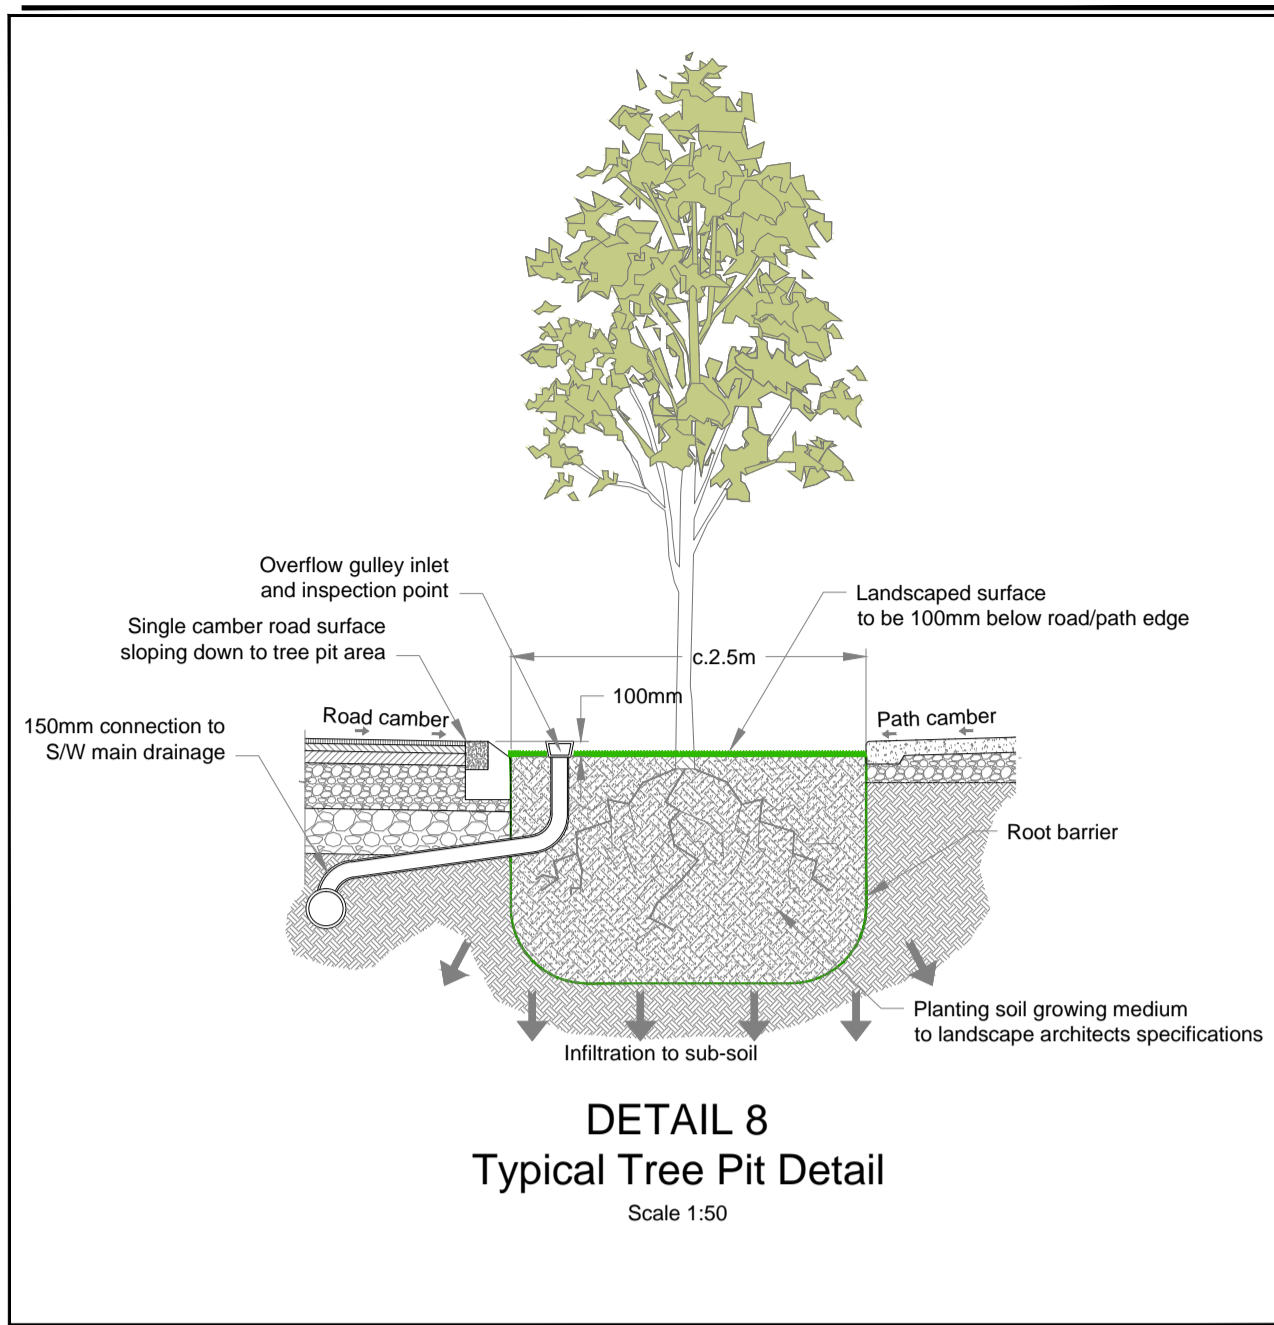 Overflow gulley inlet
and inspection point
Single camber road surface
sloping down to tree pit area
150mm connection to
S/W main drainage
Road camber
Landscaped surface
to be 100mm below road/path edge
c.2.5m
100mm
Path camber
Root barrier
Planting soil growing medium
to landscape architects specifications
Infiltration to sub-soil
DETAIL 8
Typical Tree Pit Detail
Scale 1:50